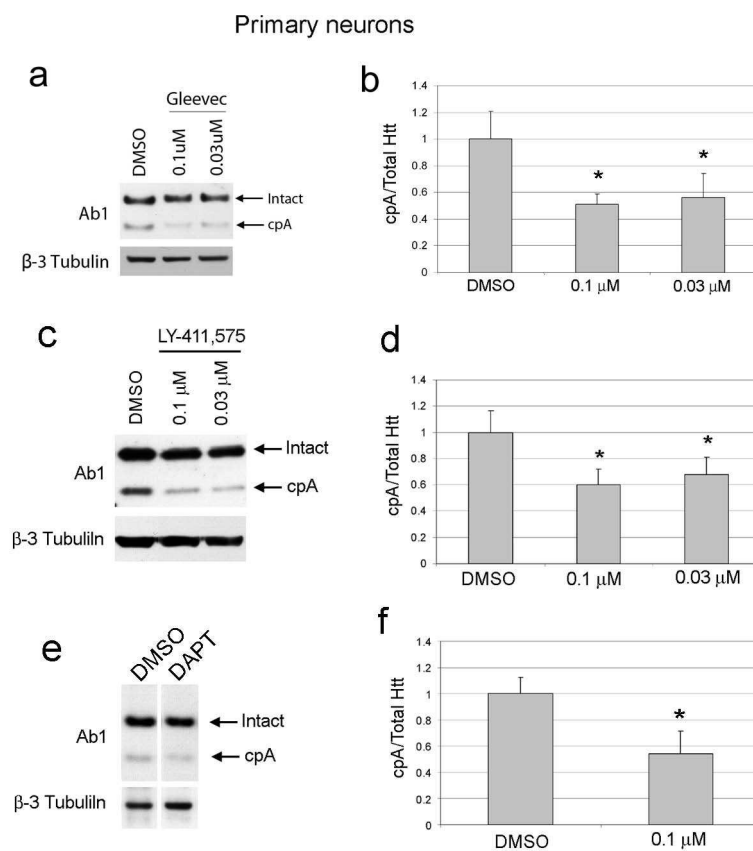 Primary neurons
a
Gleevec
DMSO
0.1uM
0.03uM
Ab1
Intact
cpA
β-3 Tubulin
b
cpA/Total Htt
1.4
1.2
1
0.8
0.6
0.4
0.2
0
*
*
DMSO
0.1 μM
0.03 μM
c
LY-411,575
DMSO
0.1 μM
0.03 μM
Ab1
Intact
cpA
β-3 Tubuliln
d
cpA/Total Htt
1.4
1.2
1
0.8
0.6
0.4
0.2
0
*
*
DMSO
0.1 μM
0.03 μM
e
DMSO
DAPT
Ab1
Intact
cpA
β-3 Tubuliln
f
cpA/Total Htt
1.4
1.2
1
0.8
0.6
0.4
0.2
0
*
DMSO
0.1 μM